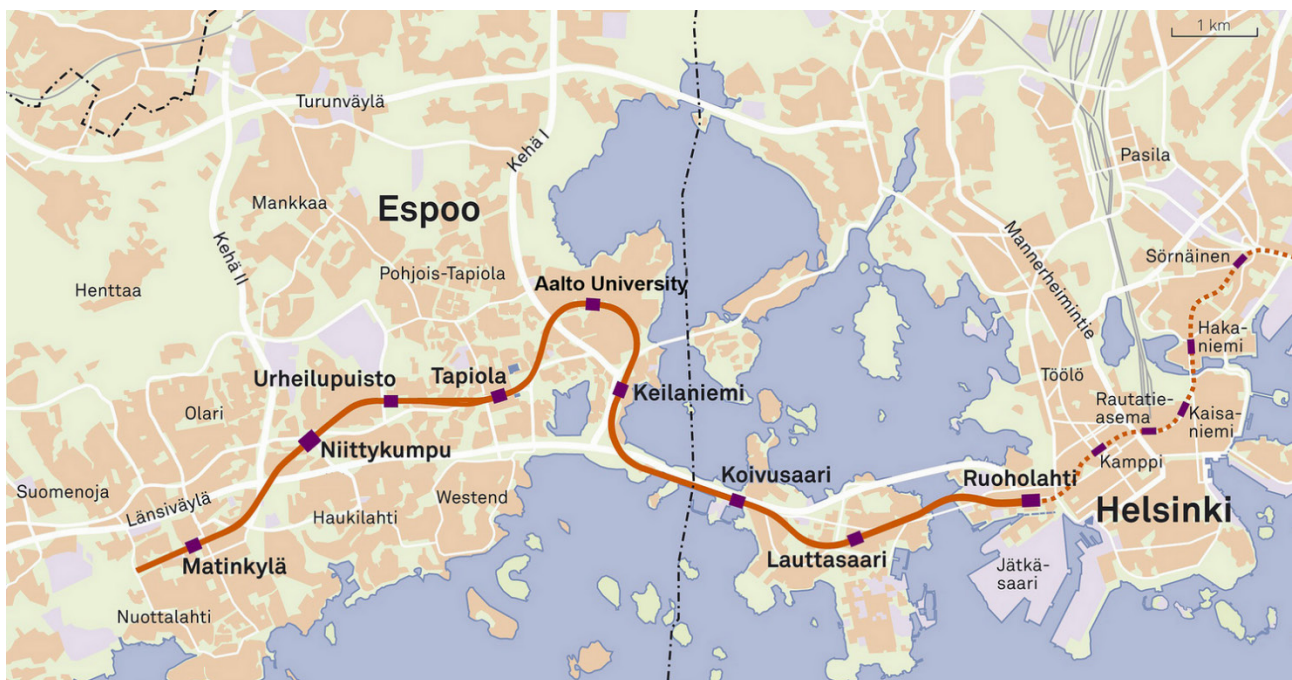 1 km
Turunväylä
Kehä I
Pasila
Mankkaa
Espoo
Kehä II
Mannerheimintie
Sörnäinen
Pohjois-Tapiola
Henttaa
Aalto University
Haka-
niemi
Urheilupuisto
Tapiola
Töölö
Keilaniemi
Rautatie-
asema
Kaisa-
niemi
Olari
Niittykumpu
Kamppi
Koivusaari
Ruoholahti
Suomenoja
Länsiväylä
Westend
Haukilahti
Helsinki
Matinkylä
Lauttasaari
Jätkä-
saari
Nuottalahti